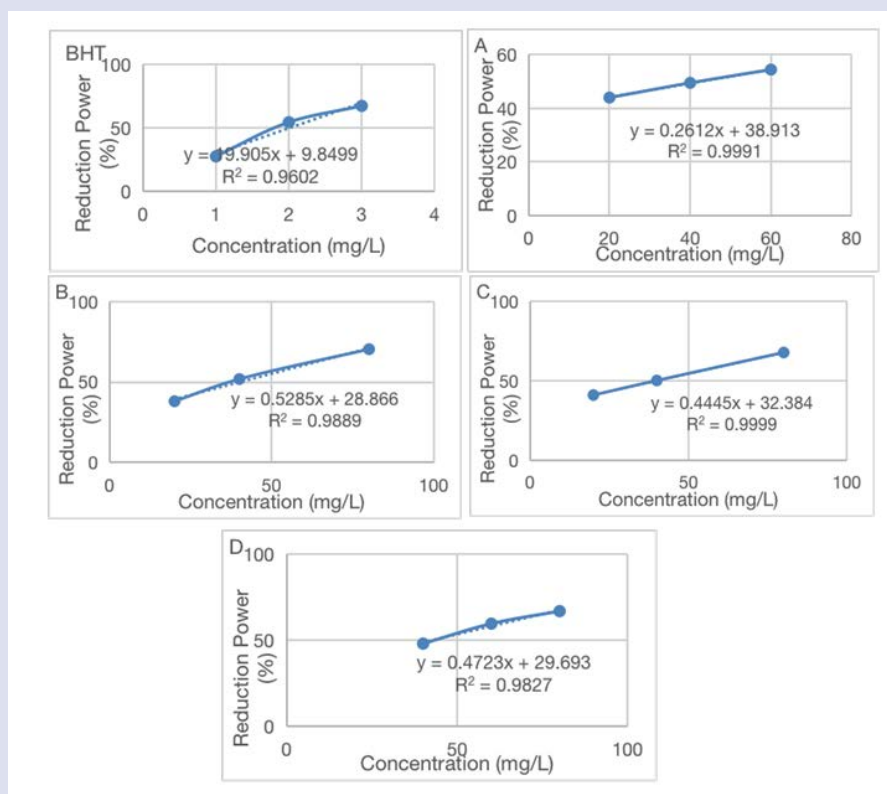 BHT
Reduction Power
(%)
100
50
0
y = 19.905x + 9.8499
R² = 0.9602
0 1 2 3 4
Concentration (mg/L)
A
Reduction Power
(%)
60
40
20
0
y = 0.2612x + 38.913
R² = 0.9991
0 20 40 60 80
Concentration (mg/L)
B
Reduction Power
(%)
100
50
0
y = 0.5285x + 28.866
R² = 0.9889
0 50 100
Concentration (mg/L)
C
Reduction Power
(%)
100
50
0
y = 0.4445x + 32.384
R² = 0.9999
0 50 100
Concentration (mg/L)
D
Reduction Power
(%)
100
50
0
y = 0.4723x + 29.693
R² = 0.9827
0 50 100
Concentration (mg/L)